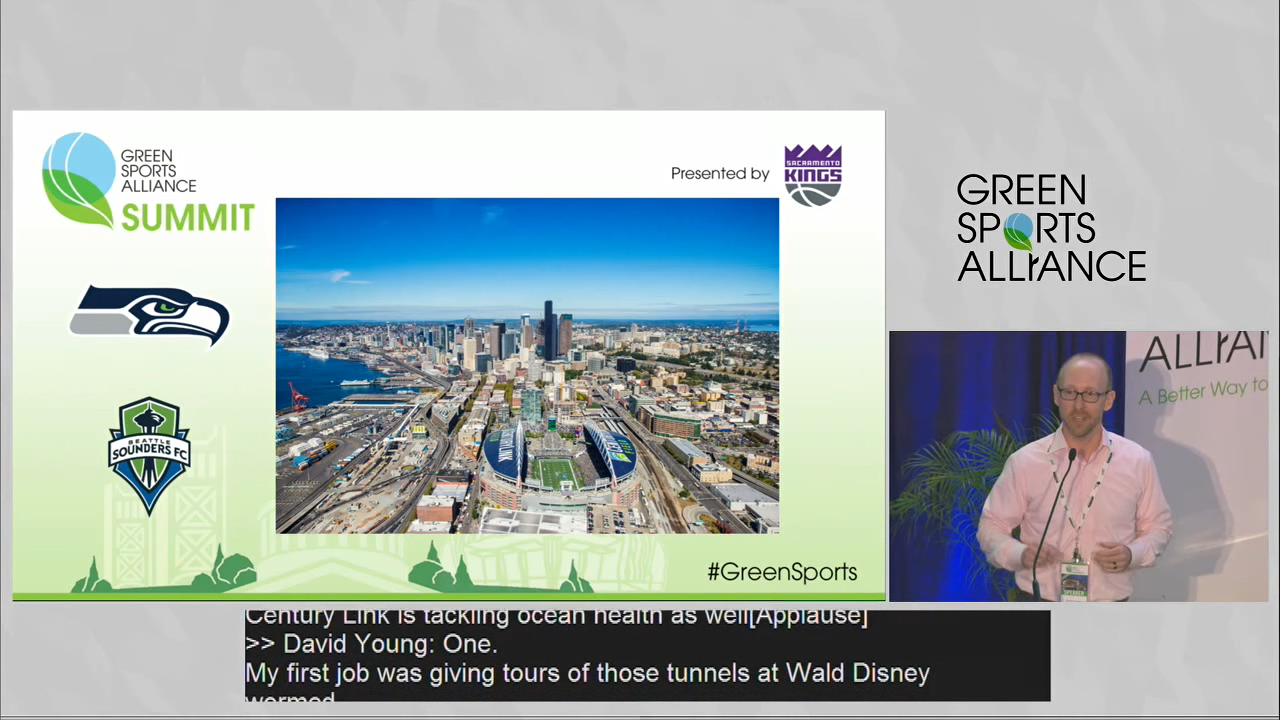 GREEN
SPORTS
ALLIANCE
SUMMIT
Presented by
SACRAMENTO
KINGS
SEATTLE
SOUNDERS FC
#GreenSports
GREEN
SPORTS
ALLIANCE
A Better Way to
SPEAKER
Century Link is tackling ocean health as well[Applause]
>> David Young: One.
My first job was giving tours of those tunnels at Wald Disney
wormed